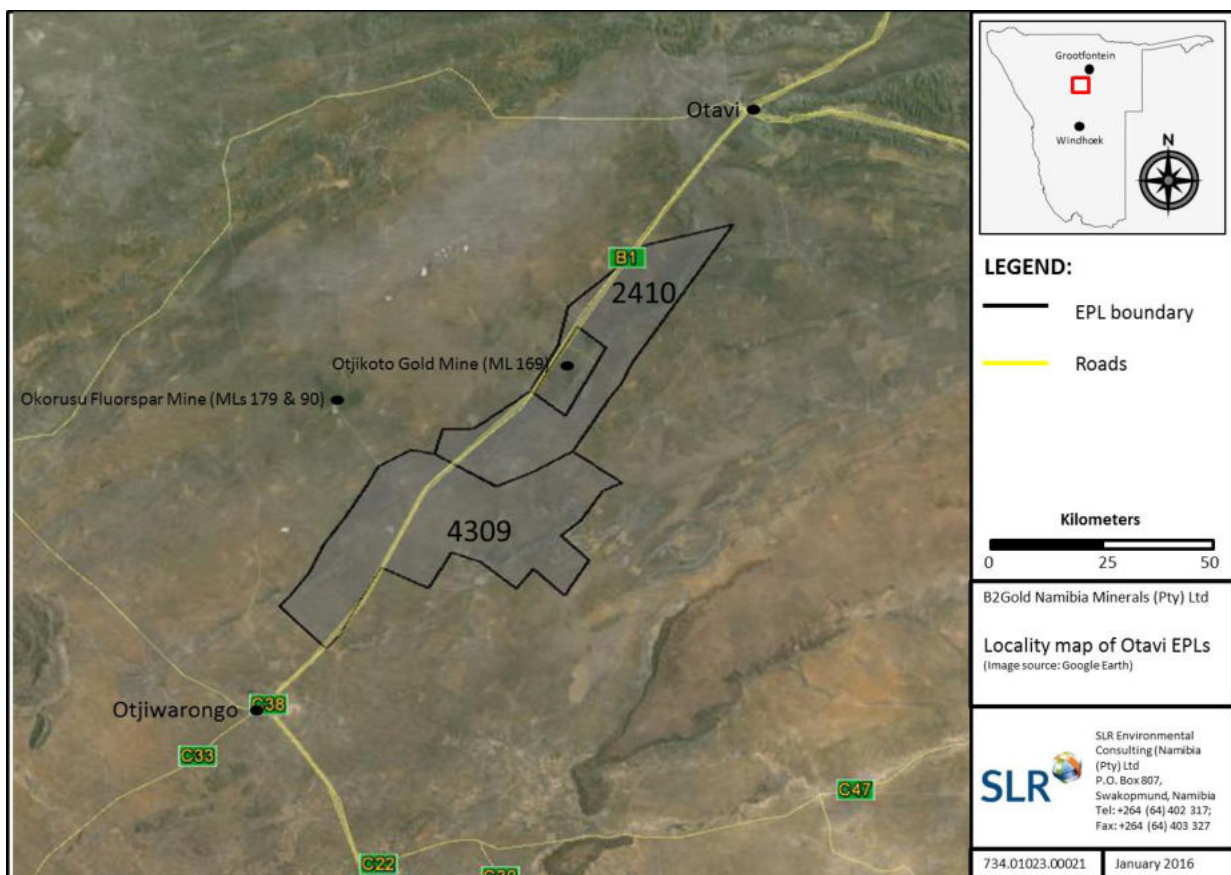 Otavi
B1
2410
Otjikoto Gold Mine (ML 169)
Okorusu Fluorspar Mine (MLs 179 & 90)
4309
Otjiwarongo
C38
C33
C47
C22
Grootfontein
Windhoek
N
LEGEND:
EPL boundary
Roads
Kilometers
0 25 50
B2Gold Namibia Minerals (Pty) Ltd
Locality map of Otavi EPLs
(Image source: Google Earth)
SLR
SLR Environmental
Consulting (Namibia
(Pty) Ltd
P.O. Box 807,
Swakopmund, Namibia
Tel: +264 (64) 402 317;
Fax: +264 (64) 403 327
734.01023.00021
January 2016